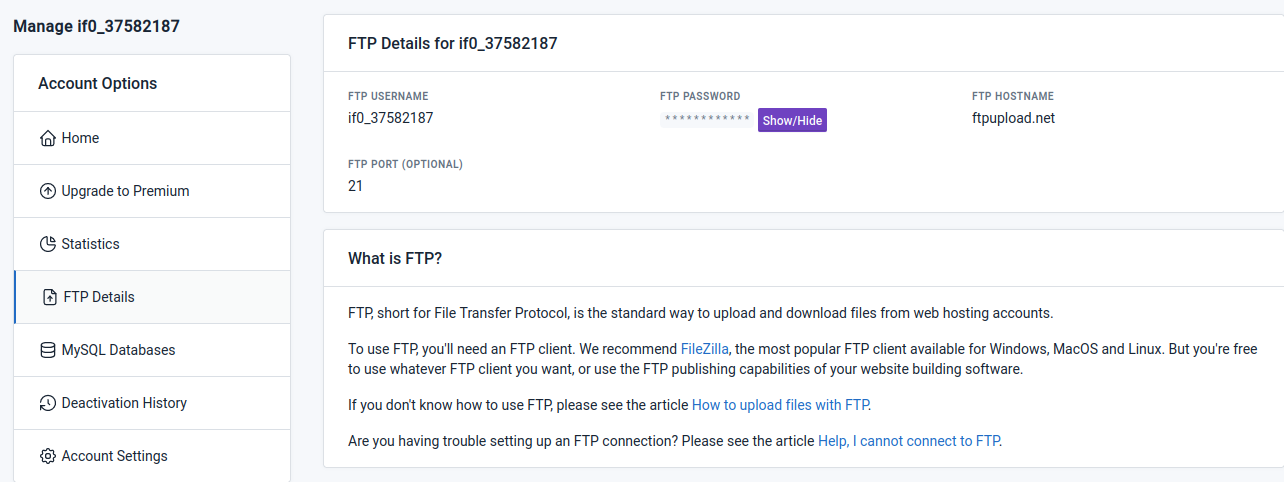 Manage if0_37582187
Account Options
Home
Upgrade to Premium
Statistics
FTP Details
MySQL Databases
Deactivation History
Account Settings
FTP Details for if0_37582187
FTP USERNAME
if0_37582187
FTP PASSWORD
************ Show/Hide
FTP HOSTNAME
ftpupload.net
FTP PORT (OPTIONAL)
21
What is FTP?
FTP, short for File Transfer Protocol, is the standard way to upload and download files from web hosting accounts.
To use FTP, you'll need an FTP client. We recommend FileZilla, the most popular FTP client available for Windows, MacOS and Linux. But you're free
to use whatever FTP client you want, or use the FTP publishing capabilities of your website building software.
If you don't know how to use FTP, please see the article How to upload files with FTP.
Are you having trouble setting up an FTP connection? Please see the article Help, I cannot connect to FTP.